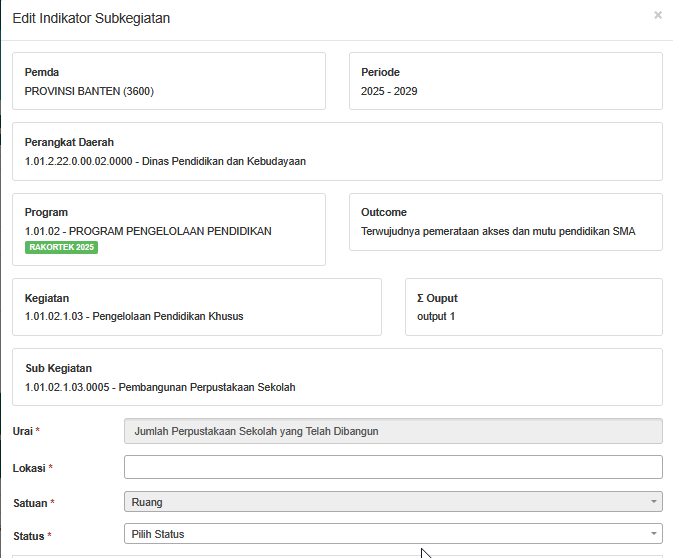 Edit Indikator Subkegiatan
×
Pemda
PROVINSI BANTEN (3600)
Periode
2025 - 2029
Perangkat Daerah
1.01.2.22.0.00.02.0000 - Dinas Pendidikan dan Kebudayaan
Program
1.01.02 - PROGRAM PENGELOLAAN PENDIDIKAN
RAKORTEK 2025
Outcome
Terwujudnya pemerataan akses dan mutu pendidikan SMA
Kegiatan
1.01.02.1.03 - Pengelolaan Pendidikan Khusus
Σ Ouput
output 1
Sub Kegiatan
1.01.02.1.03.0005 - Pembangunan Perpustakaan Sekolah
Urai * Jumlah Perpustakaan Sekolah yang Telah Dibangun
Lokasi *
Satuan * Ruang
Status * Pilih Status